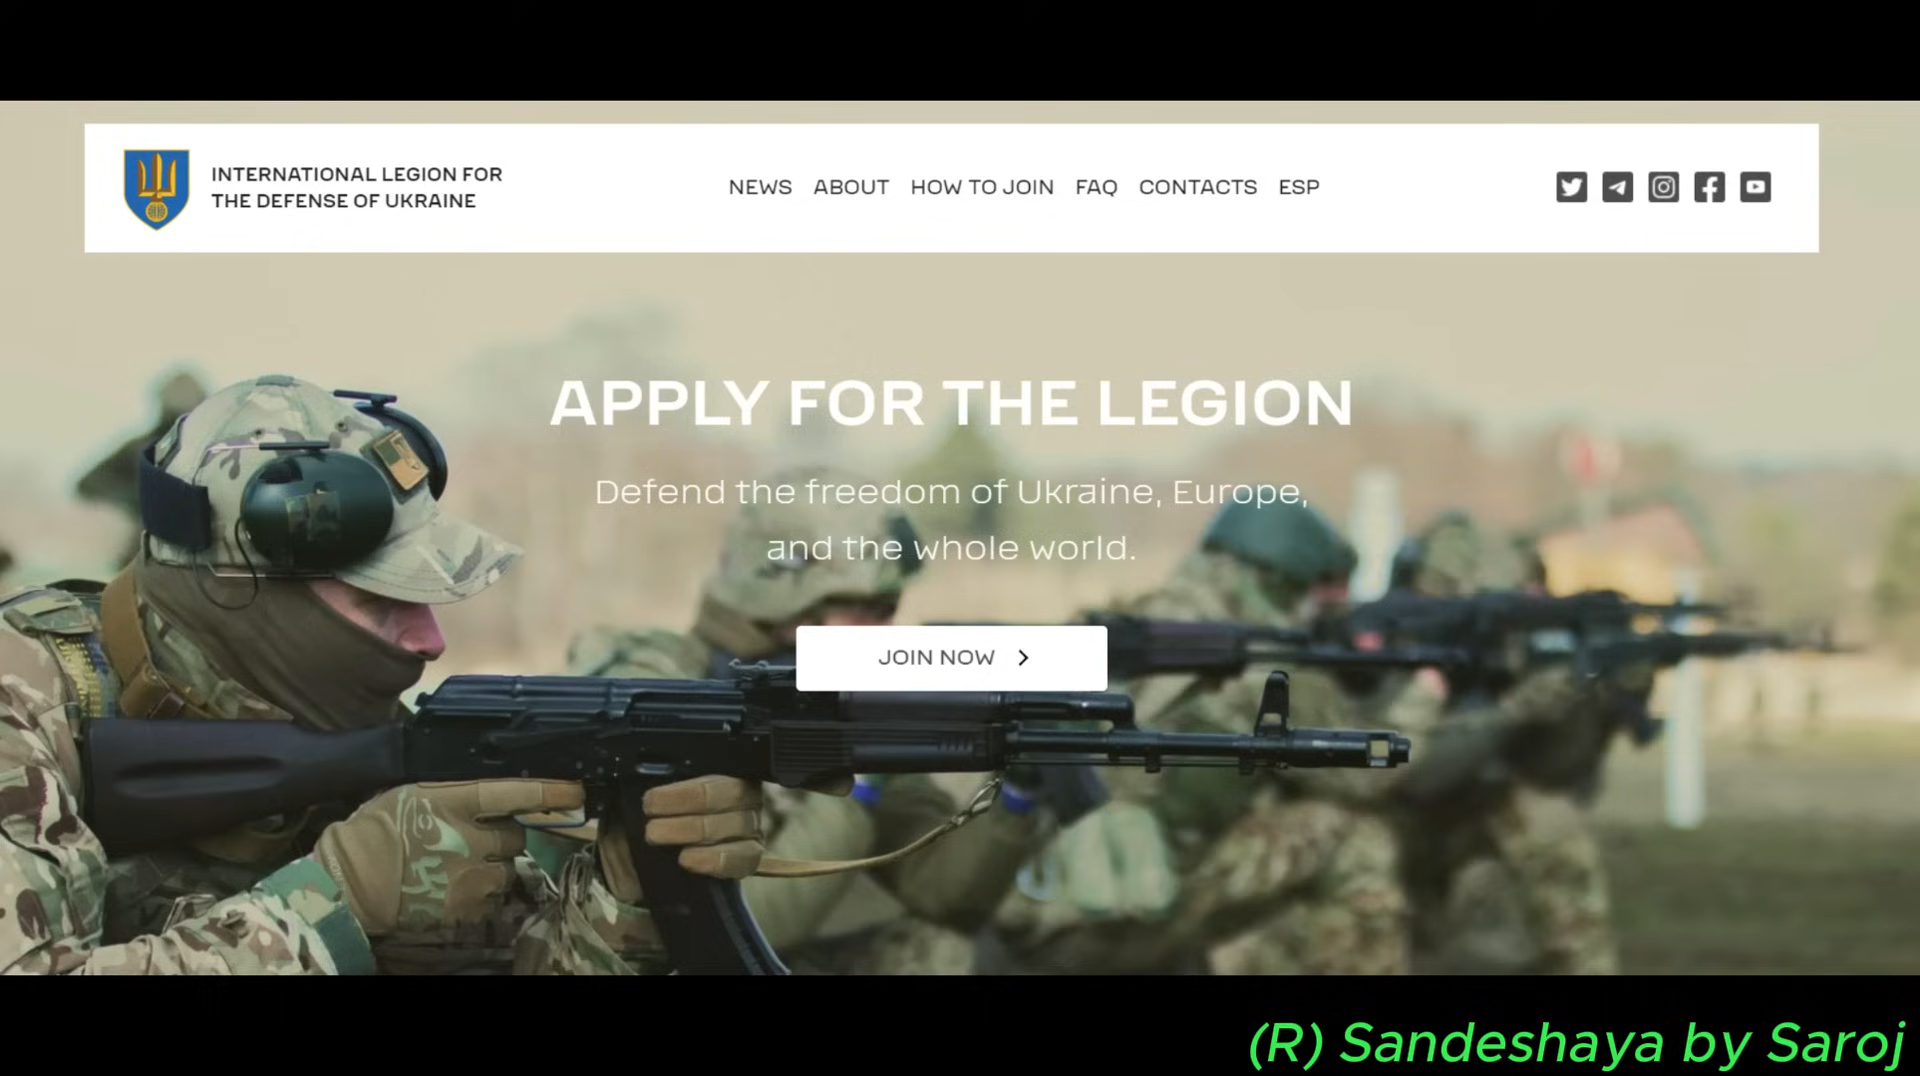 INTERNATIONAL LEGION FOR
THE DEFENSE OF UKRAINE
NEWS ABOUT HOW TO JOIN FAQ CONTACTS ESP
APPLY FOR THE LEGION
Defend the freedom of Ukraine, Europe,
and the whole world.
JOIN NOW
(R) Sandeshaya by Saroj